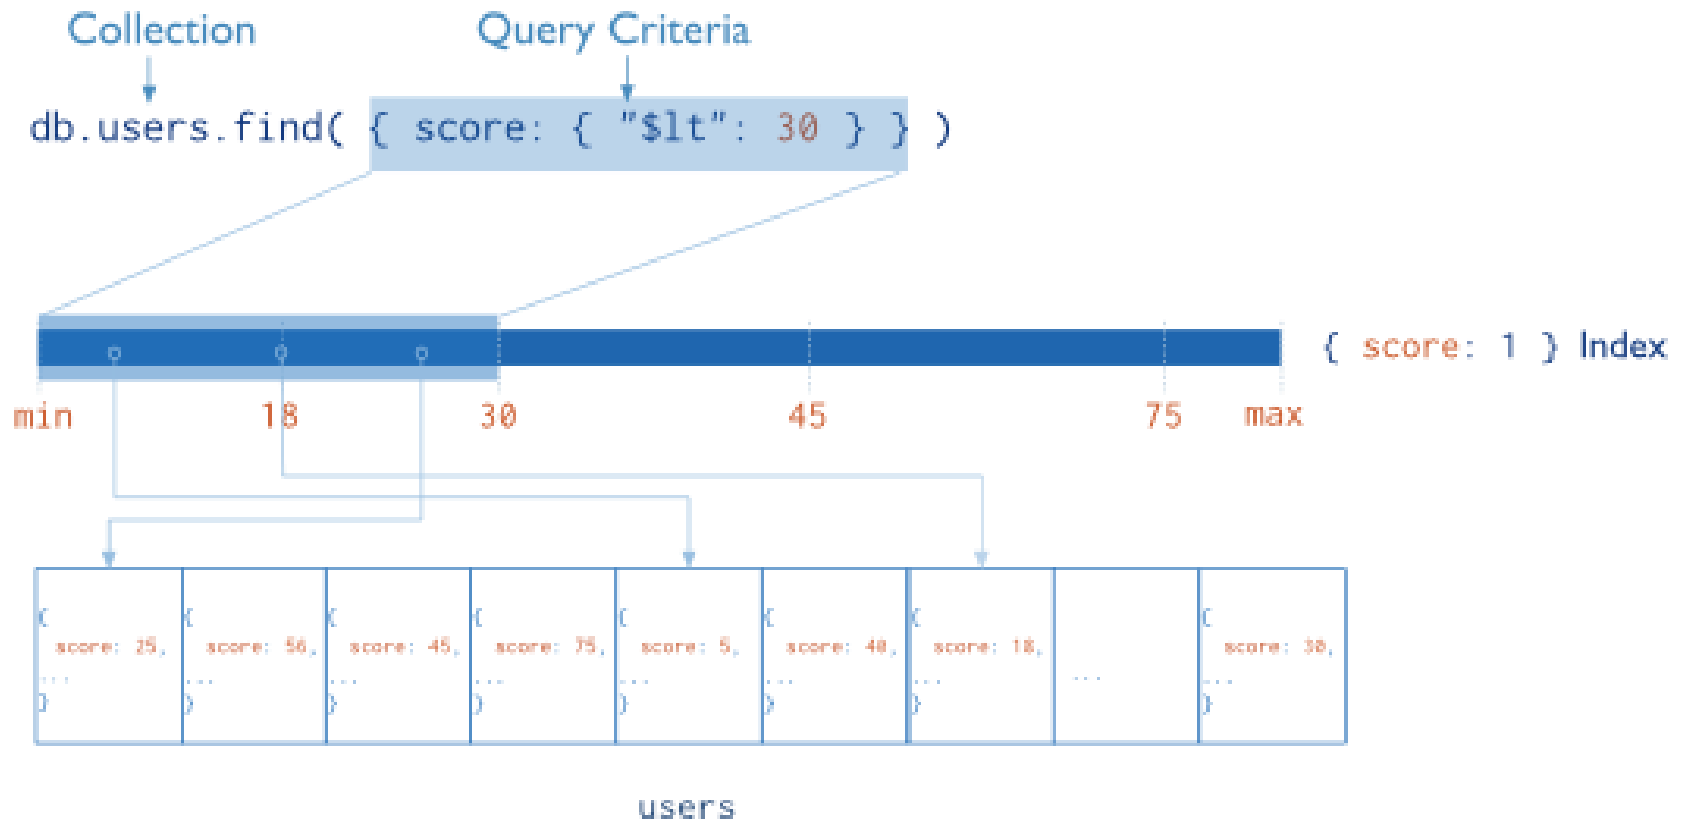 Collection Query Criteria
db.users.find( { score: { "$lt": 30 } } )
{ score: 1 } Index
min 18 30 45 75 max
{ { { { { { { {
score: 25, score: 56, score: 45, score: 75, score: 5, score: 40, score: 18, score: 30,
... ... ... ... ... ... ... ... ...
} } } } } } } }
users